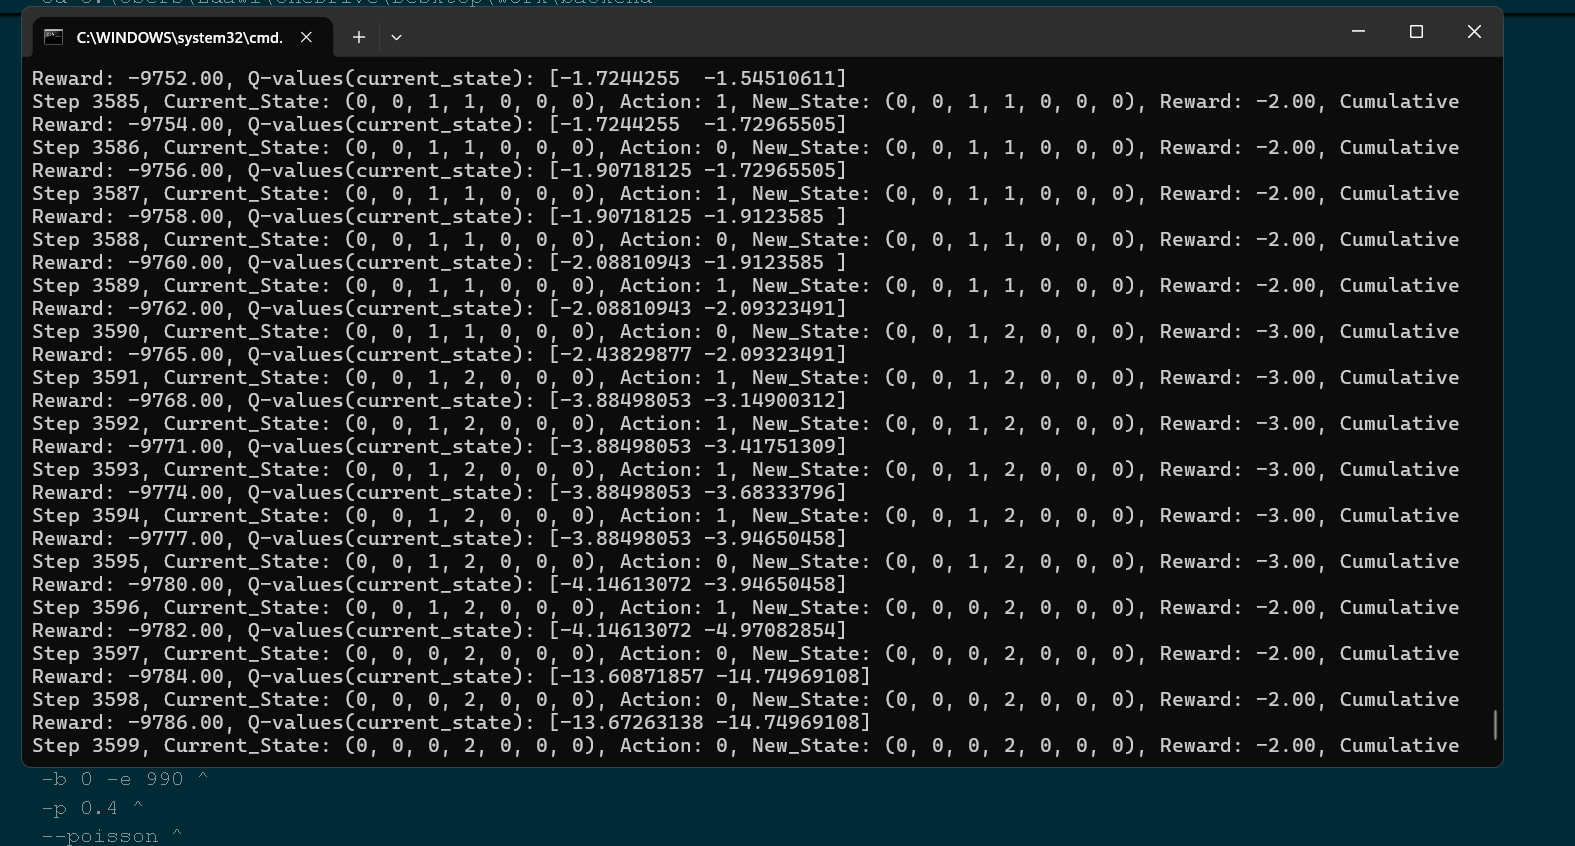 C:\WINDOWS\system32\cmd.
Reward: -9752.00, Q-values(current_state): [-1.7244255  -1.54510611]
Step 3585, Current_State: (0, 0, 1, 1, 0, 0, 0), Action: 1, New_State: (0, 0, 1, 1, 0, 0, 0), Reward: -2.00, Cumulative
Reward: -9754.00, Q-values(current_state): [-1.7244255  -1.72965505]
Step 3586, Current_State: (0, 0, 1, 1, 0, 0, 0), Action: 0, New_State: (0, 0, 1, 1, 0, 0, 0), Reward: -2.00, Cumulative
Reward: -9756.00, Q-values(current_state): [-1.90718125 -1.72965505]
Step 3587, Current_State: (0, 0, 1, 1, 0, 0, 0), Action: 1, New_State: (0, 0, 1, 1, 0, 0, 0), Reward: -2.00, Cumulative
Reward: -9758.00, Q-values(current_state): [-1.90718125 -1.9123585 ]
Step 3588, Current_State: (0, 0, 1, 1, 0, 0, 0), Action: 0, New_State: (0, 0, 1, 1, 0, 0, 0), Reward: -2.00, Cumulative
Reward: -9760.00, Q-values(current_state): [-2.08810943 -1.9123585 ]
Step 3589, Current_State: (0, 0, 1, 1, 0, 0, 0), Action: 1, New_State: (0, 0, 1, 1, 0, 0, 0), Reward: -2.00, Cumulative
Reward: -9762.00, Q-values(current_state): [-2.08810943 -2.09323491]
Step 3590, Current_State: (0, 0, 1, 1, 0, 0, 0), Action: 0, New_State: (0, 0, 1, 2, 0, 0, 0), Reward: -3.00, Cumulative
Reward: -9765.00, Q-values(current_state): [-2.43829877 -2.09323491]
Step 3591, Current_State: (0, 0, 1, 2, 0, 0, 0), Action: 1, New_State: (0, 0, 1, 2, 0, 0, 0), Reward: -3.00, Cumulative
Reward: -9768.00, Q-values(current_state): [-3.88498053 -3.14900312]
Step 3592, Current_State: (0, 0, 1, 2, 0, 0, 0), Action: 1, New_State: (0, 0, 1, 2, 0, 0, 0), Reward: -3.00, Cumulative
Reward: -9771.00, Q-values(current_state): [-3.88498053 -3.41751309]
Step 3593, Current_State: (0, 0, 1, 2, 0, 0, 0), Action: 1, New_State: (0, 0, 1, 2, 0, 0, 0), Reward: -3.00, Cumulative
Reward: -9774.00, Q-values(current_state): [-3.88498053 -3.68333796]
Step 3594, Current_State: (0, 0, 1, 2, 0, 0, 0), Action: 1, New_State: (0, 0, 1, 2, 0, 0, 0), Reward: -3.00, Cumulative
Reward: -9777.00, Q-values(current_state): [-3.88498053 -3.94650458]
Step 3595, Current_State: (0, 0, 1, 2, 0, 0, 0), Action: 0, New_State: (0, 0, 1, 2, 0, 0, 0), Reward: -3.00, Cumulative
Reward: -9780.00, Q-values(current_state): [-4.14613072 -3.94650458]
Step 3596, Current_State: (0, 0, 1, 2, 0, 0, 0), Action: 1, New_State: (0, 0, 0, 2, 0, 0, 0), Reward: -2.00, Cumulative
Reward: -9782.00, Q-values(current_state): [-4.14613072 -4.97082854]
Step 3597, Current_State: (0, 0, 0, 2, 0, 0, 0), Action: 0, New_State: (0, 0, 0, 2, 0, 0, 0), Reward: -2.00, Cumulative
Reward: -9784.00, Q-values(current_state): [-13.60871857 -14.74969108]
Step 3598, Current_State: (0, 0, 0, 2, 0, 0, 0), Action: 0, New_State: (0, 0, 0, 2, 0, 0, 0), Reward: -2.00, Cumulative
Reward: -9786.00, Q-values(current_state): [-13.67263138 -14.74969108]
Step 3599, Current_State: (0, 0, 0, 2, 0, 0, 0), Action: 0, New_State: (0, 0, 0, 2, 0, 0, 0), Reward: -2.00, Cumulative
-b 0 -e 990 ^
-p 0.4 ^
--poisson ^